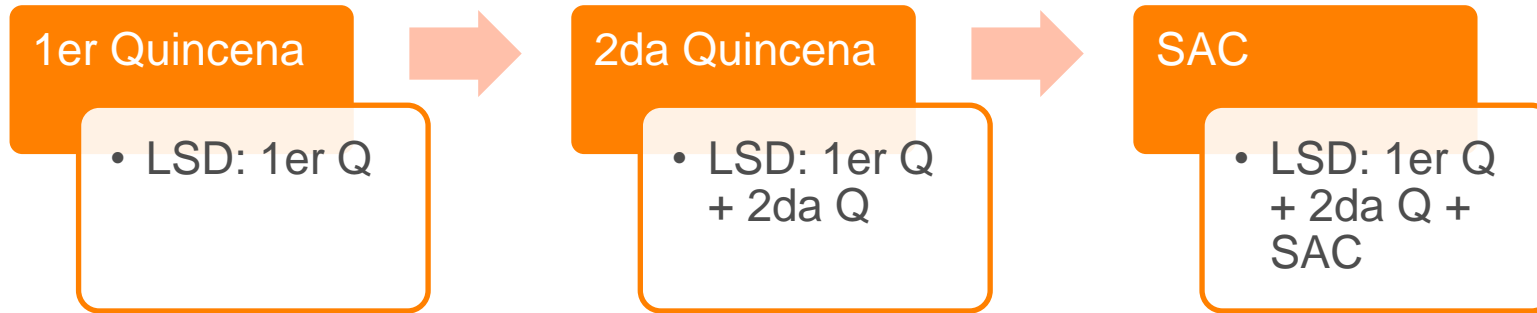 1er Quincena
• LSD: 1er Q
2da Quincena
• LSD: 1er Q
+ 2da Q
SAC
• LSD: 1er Q
+ 2da Q +
SAC